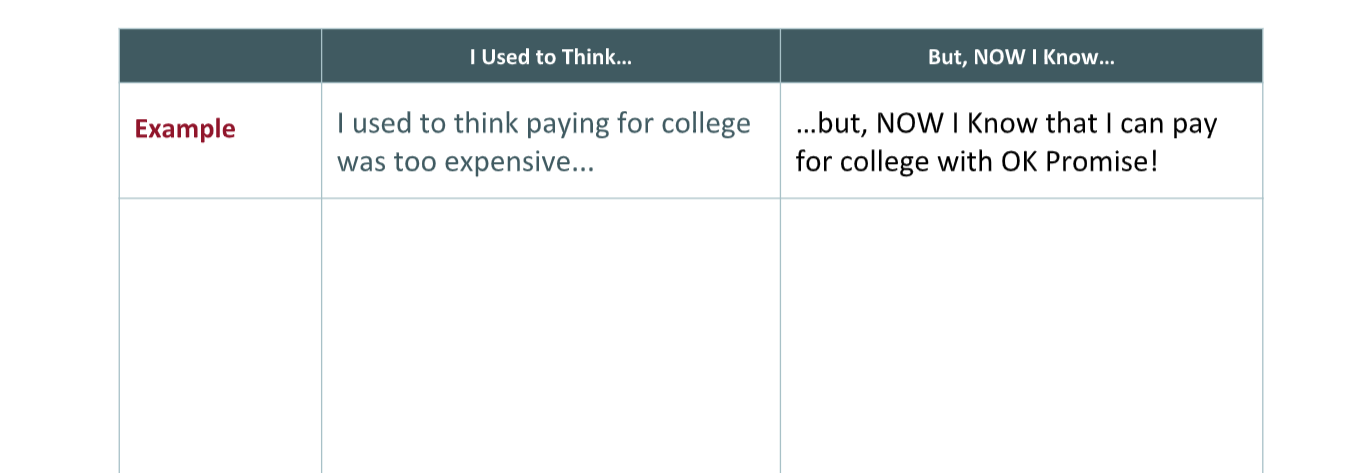 I Used to Think...
But, NOW I Know...
Example
I used to think paying for college
was too expensive...
...but, NOW I Know that I can pay
for college with OK Promise!